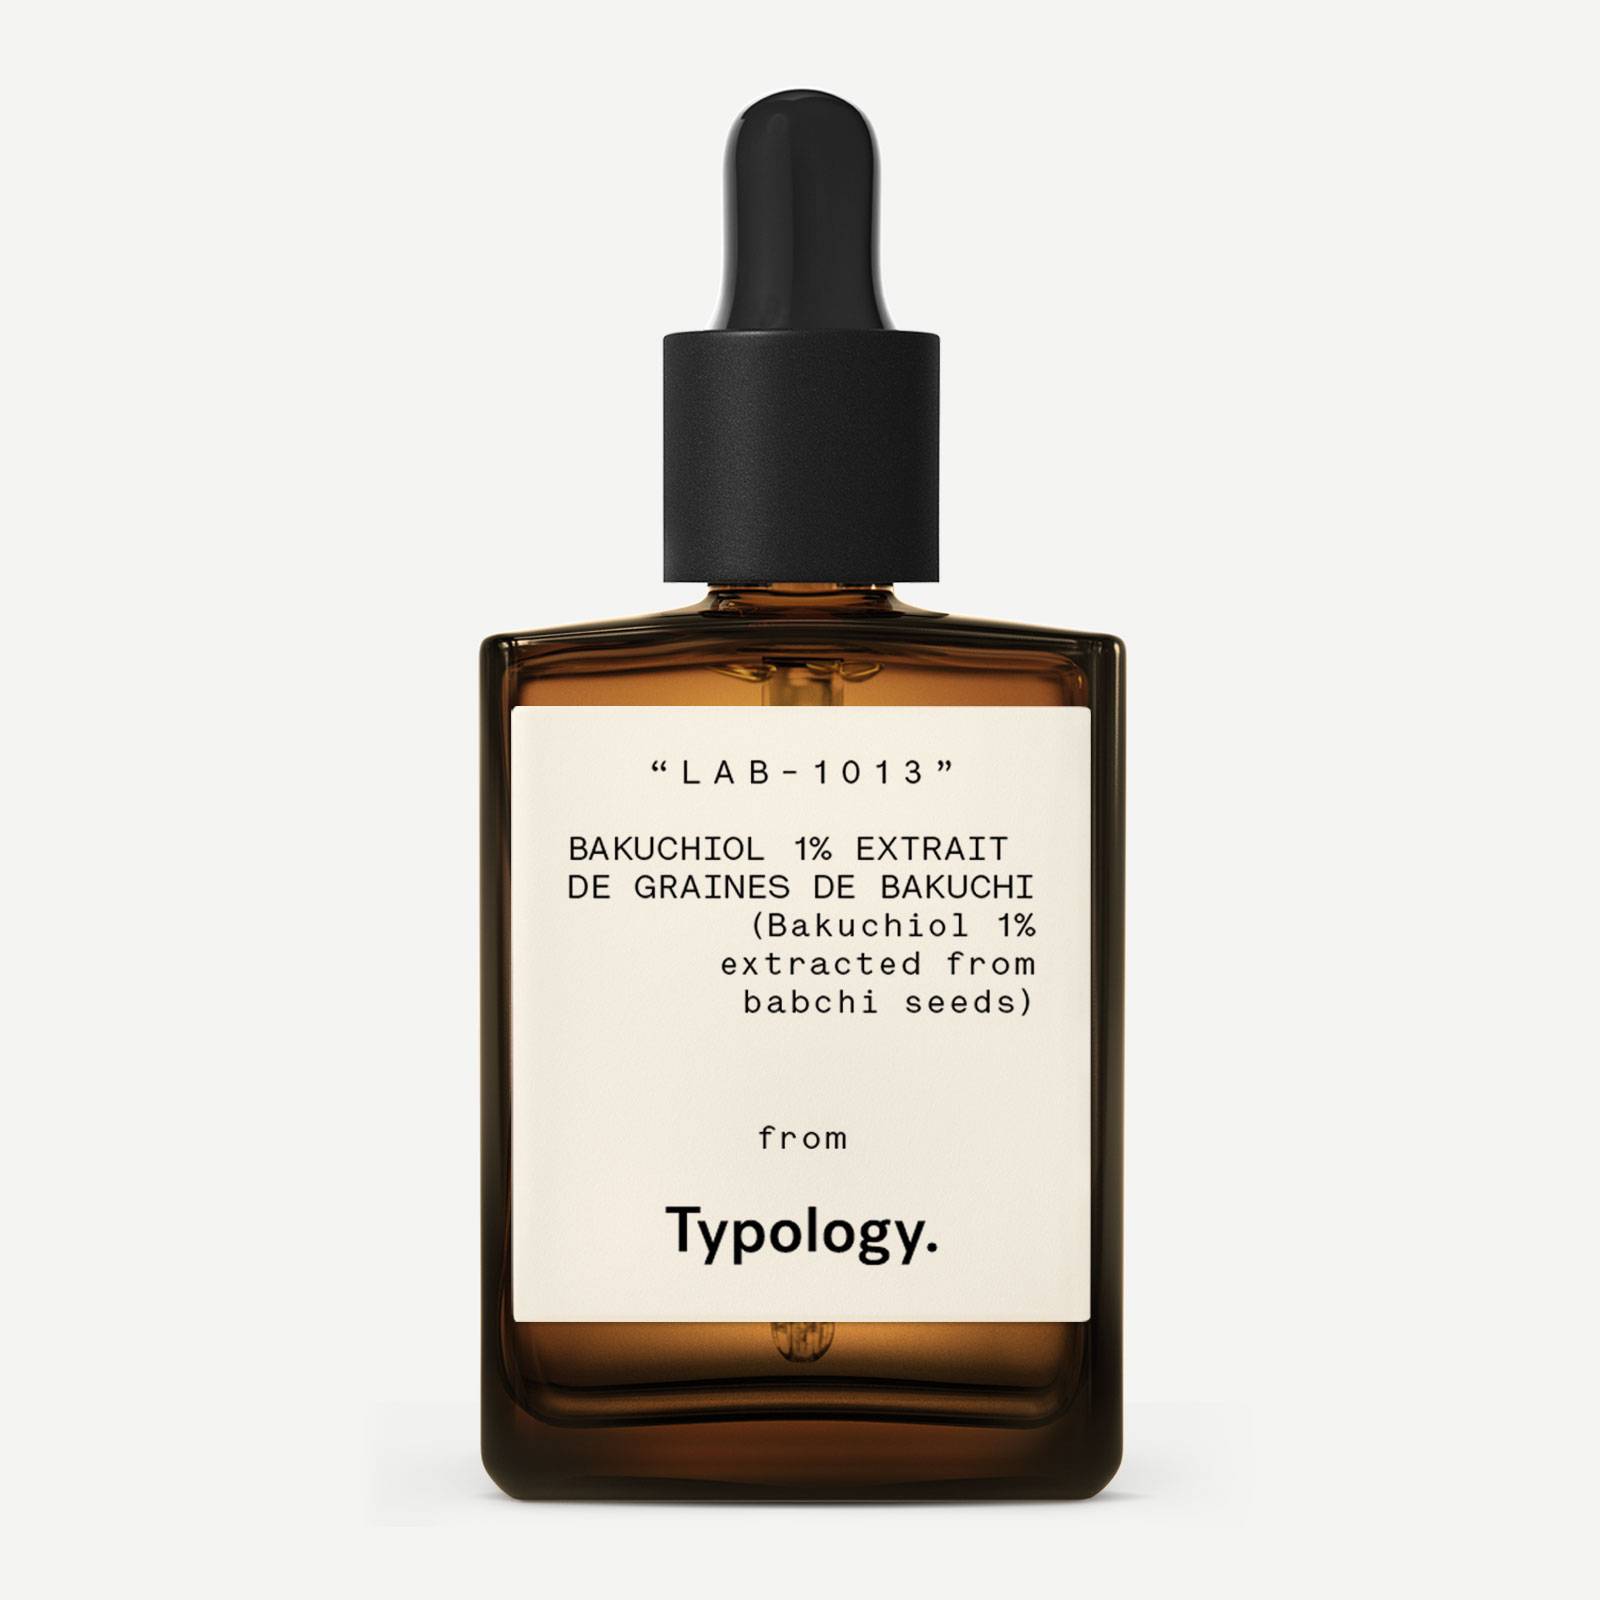 “LAB-1013”
BAKUCHIOL 1% EXTRAIT
DE GRAINES DE BAKUCHI
(Bakuchiol 1%
extracted from
babchi seeds)
from
Typology.